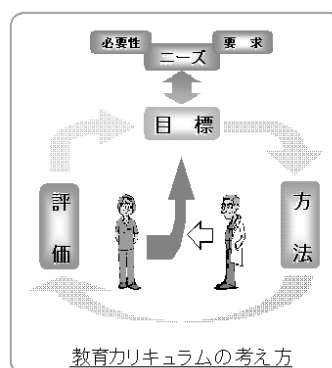 必要性
ニーズ
要求
目標
評価
方法
教育カリキュラムの考え方